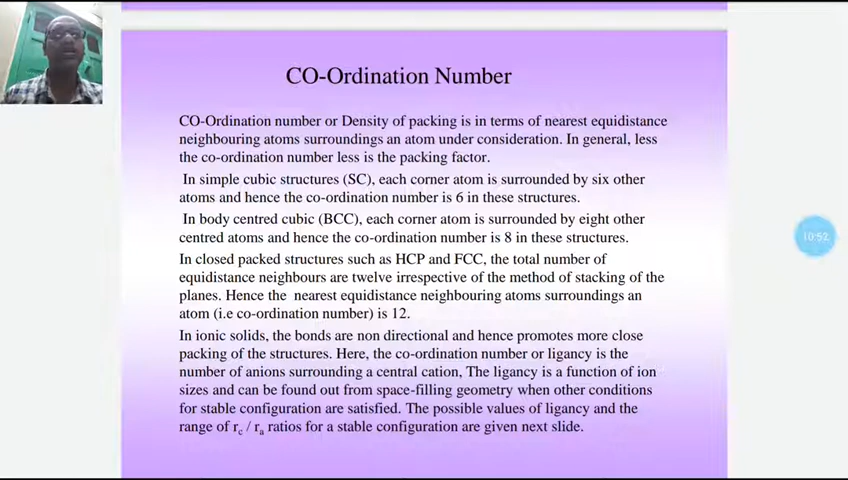 CO-Ordination Number
CO-Ordination number or Density of packing is in terms of nearest equidistance
neighbouring atoms surroundings an atom under consideration. In general, less
the co-ordination number less is the packing factor.
In simple cubic structures (SC), each corner atom is surrounded by six other
atoms and hence the co-ordination number is 6 in these structures.
In body centred cubic (BCC), each corner atom is surrounded by eight other
centred atoms and hence the co-ordination number is 8 in these structures.
In closed packed structures such as HCP and FCC, the total number of
equidistance neighbours are twelve irrespective of the method of stacking of the
planes. Hence the nearest equidistance neighbouring atoms surroundings an
atom (i.e co-ordination number) is 12.
In ionic solids, the bonds are non directional and hence promotes more close
packing of the structures. Here, the co-ordination number or ligancy is the
number of anions surrounding a central cation, The ligancy is a function of ion
sizes and can be found out from space-filling geometry when other conditions
for stable configuration are satisfied. The possible values of ligancy and the
range of rc / ra ratios for a stable configuration are given next slide.
10:52